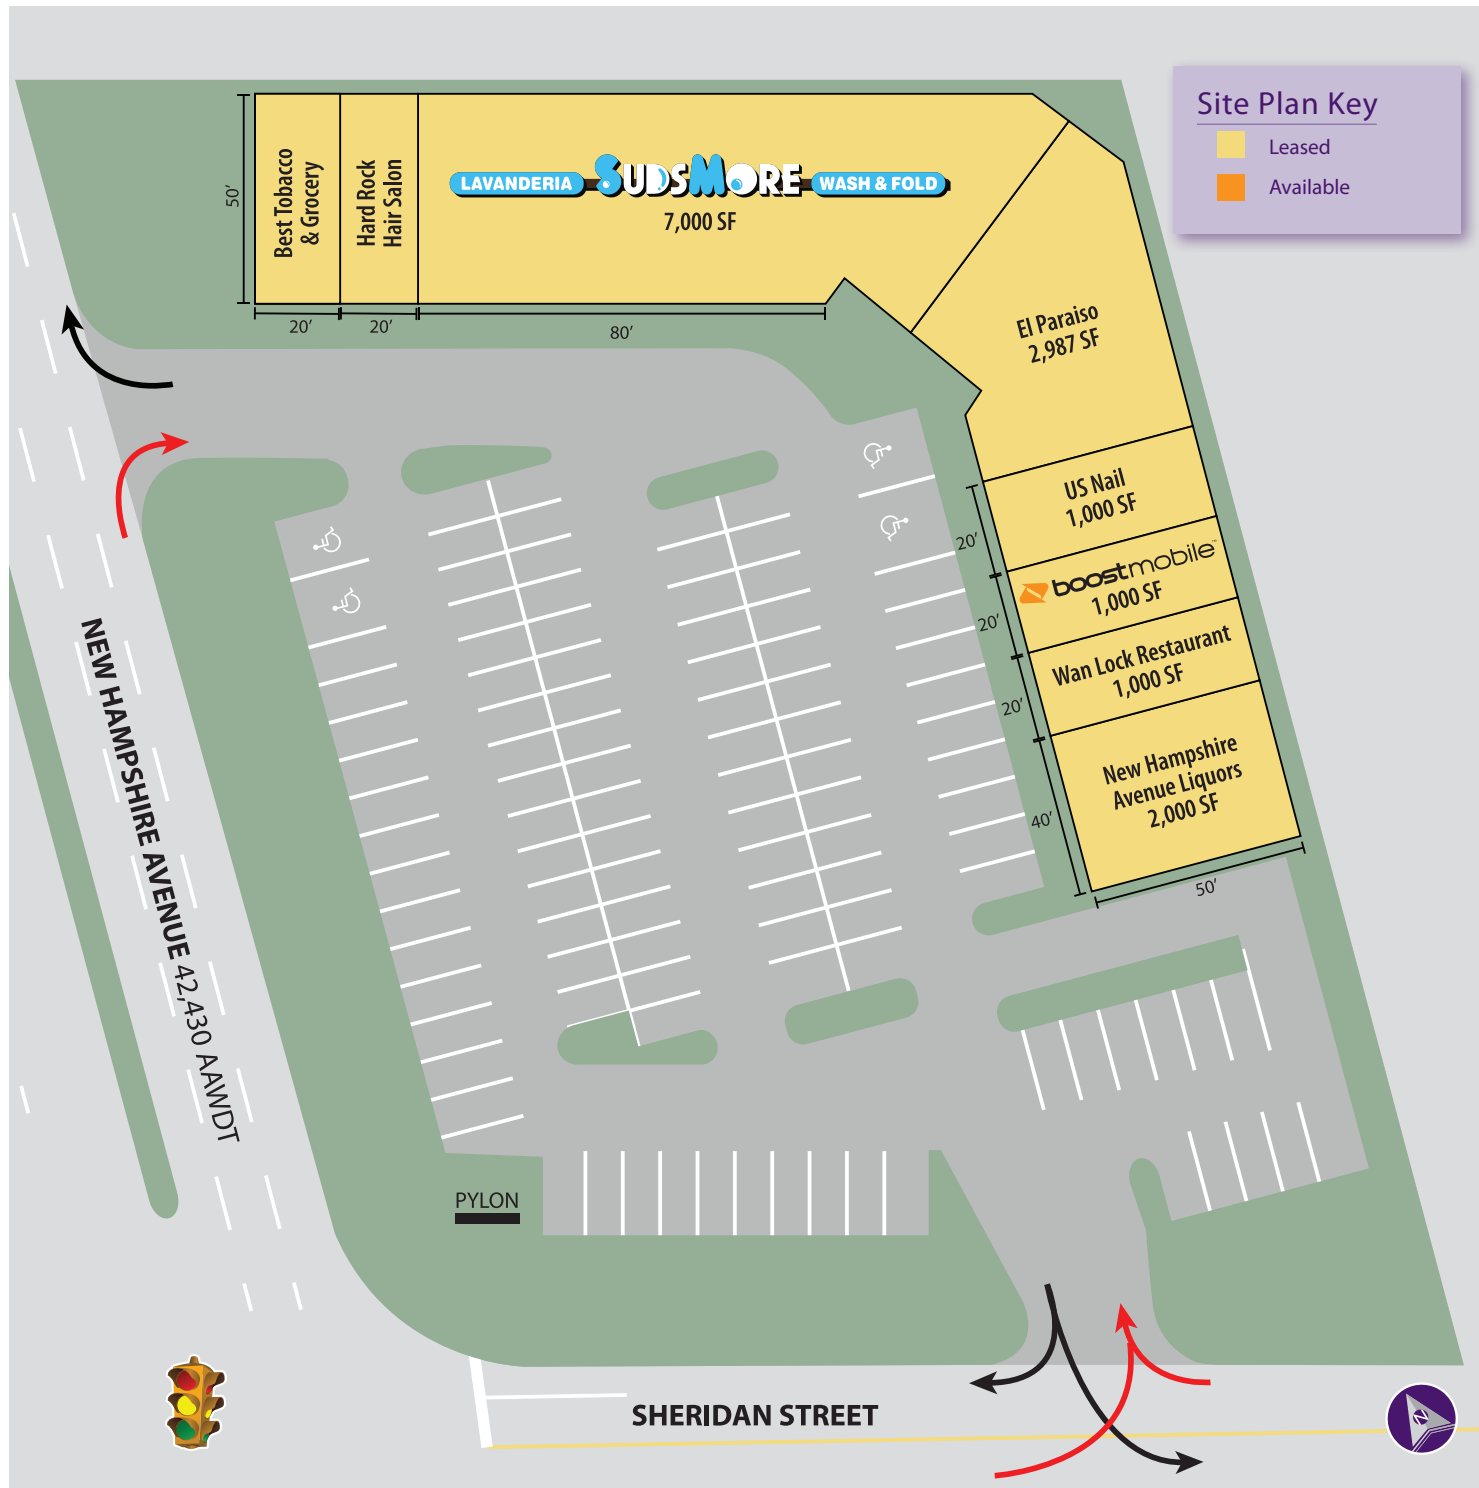 Site Plan Key
Leased
Available
50'
Best Tobacco
& Grocery
Hard Rock
Hair Salon
LAVANDERIA SUDSMORE WASH & FOLD
7,000 SF
20'
20'
80'
El Paraiso
2,987 SF
US Nail
1,000 SF
20'
boostmobile
1,000 SF
20'
Wan Lock Restaurant
1,000 SF
20'
New Hampshire
Avenue Liquors
2,000 SF
40'
50'
NEW HAMPSHIRE AVENUE 42,430 AAWDT
PYLON
SHERIDAN STREET
N